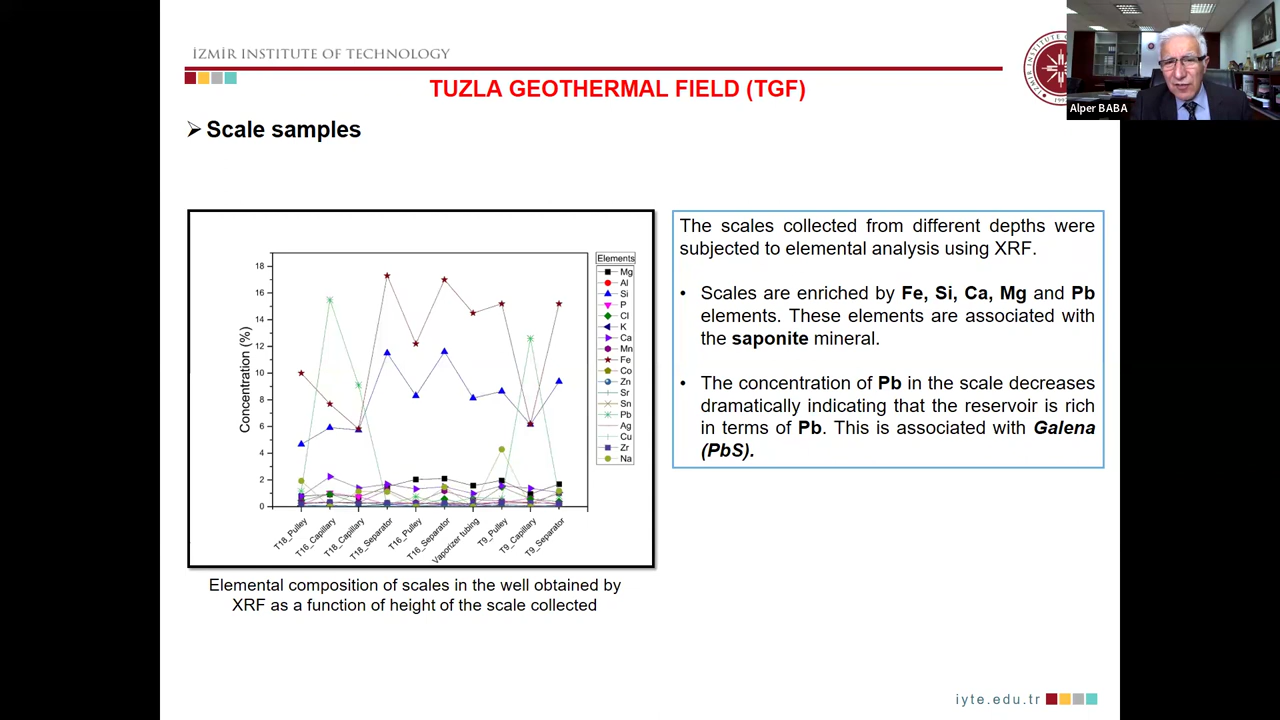 İZMİR INSTITUTE OF TECHNOLOGY
TUZLA GEOTHERMAL FIELD (TGF)
Alper BABA
➢ Scale samples
Concentration (%)
18
16
14
12
10
8
6
4
2
0
T18_Pulley
T16_Capillary
T18_Capillary
T18_Separator
T16_Pulley
T16_Separator
Vaporizer tubing
T9_Pulley
T9_Capillary
T9_Separator
Elements
Mg
Al
Si
P
Cl
K
Ca
Mn
Fe
Co
Zn
Sr
Sn
Pb
Ag
Cu
Zr
Na
Elemental composition of scales in the well obtained by
XRF as a function of height of the scale collected
The scales collected from different depths were
subjected to elemental analysis using XRF.
• Scales are enriched by Fe, Si, Ca, Mg and Pb
elements. These elements are associated with
the saponite mineral.
• The concentration of Pb in the scale decreases
dramatically indicating that the reservoir is rich
in terms of Pb. This is associated with Galena
(PbS).
iyte.edu.tr